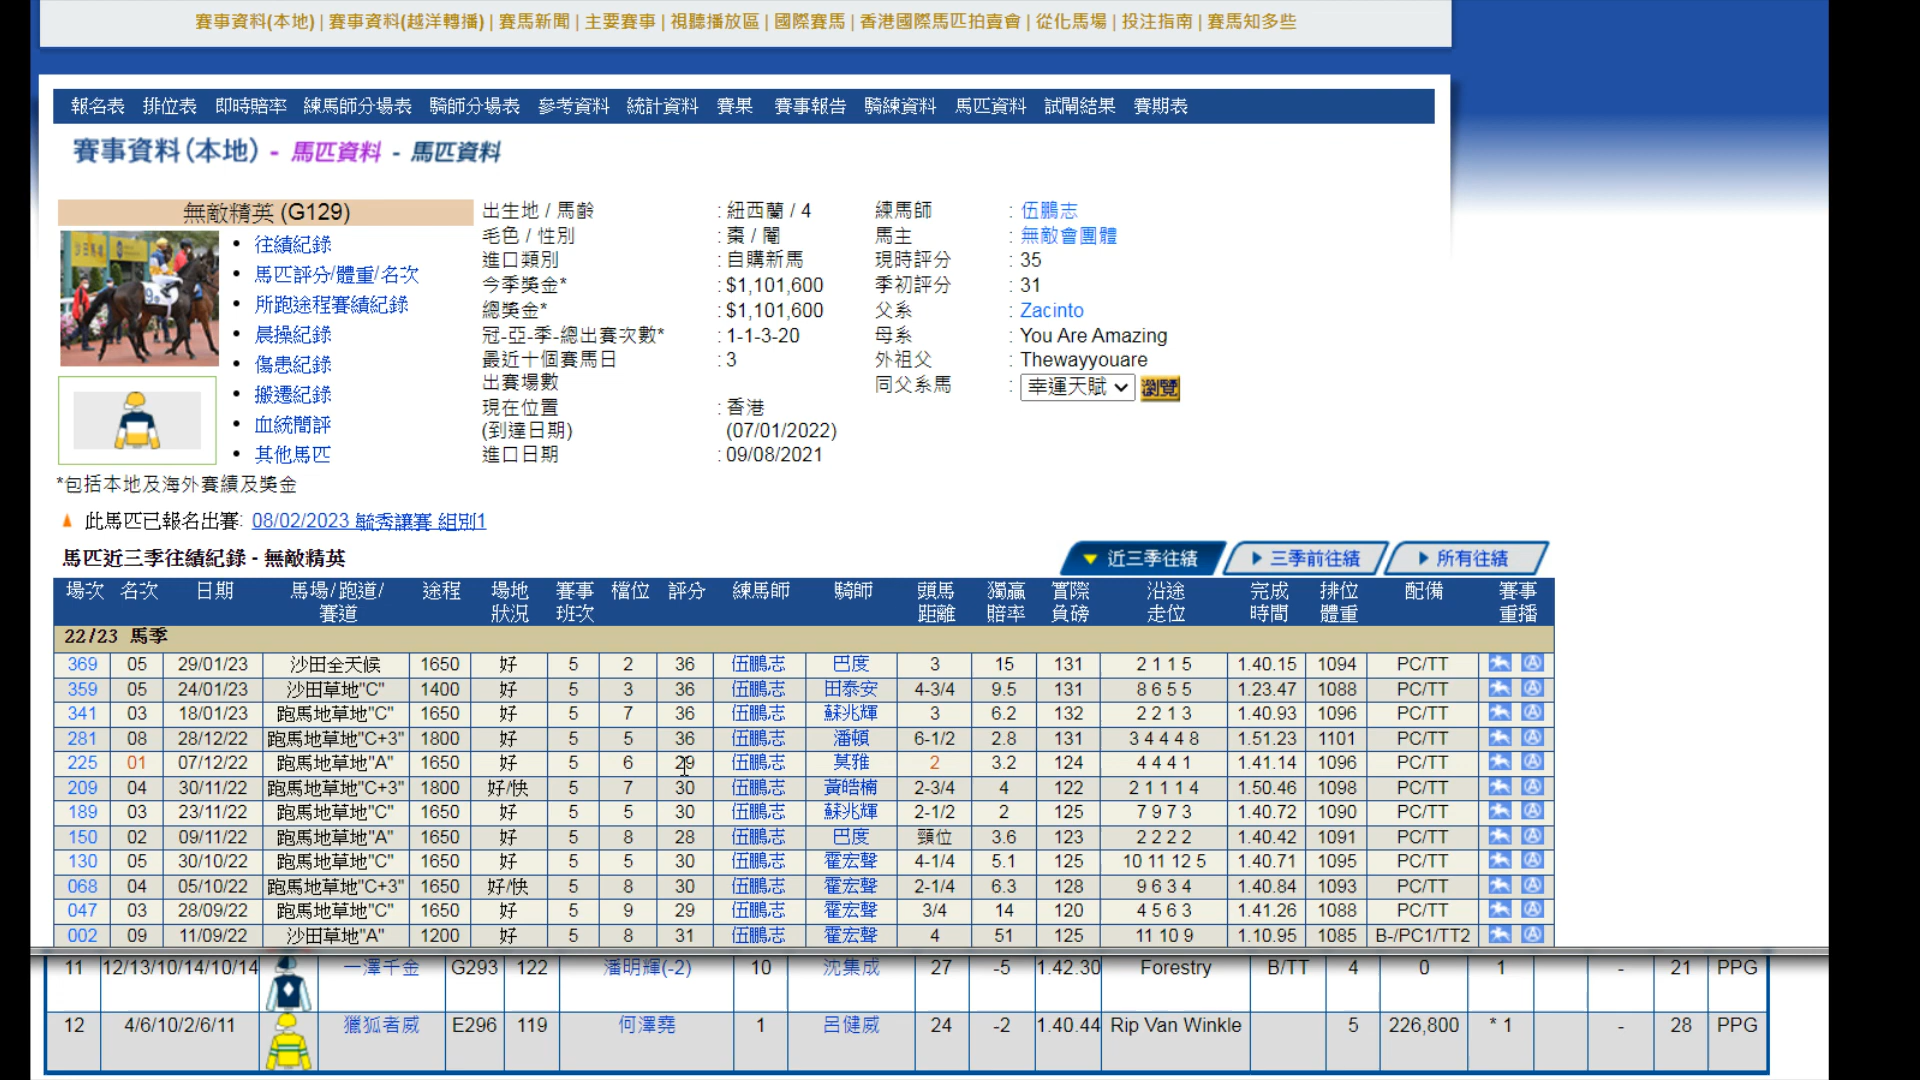 賽事資料(本地) | 賽事資料(越洋轉播) | 賽馬新聞 | 主要賽事 | 視聽播放區 | 國際賽馬 | 香港國際馬匹拍賣會 | 從化馬場 | 投注指南 | 賽馬知多些
報名表 排位表 即時賠率 練馬師分場表 騎師分場表 參考資料 統計資料 賽果 賽事報告 騎練資料 馬匹資料 試閘結果 賽期表
賽事資料(本地) - 馬匹資料 - 馬匹資料
無敵精英 (G129)
往績紀錄
馬匹評分/體重/名次
所跑途程賽績紀錄
晨操紀錄
傷患紀錄
搬遷紀錄
血統簡評
其他馬匹
出生地 / 馬齡 : 紐西蘭 / 4 練馬師 : 伍鵬志
毛色 / 性別 : 棗 / 閹 馬主 : 無敵會團體
進口類別 : 自購新馬 現時評分 : 35
今季獎金* : $1,101,600 季初評分 : 31
總獎金* : $1,101,600 父系 : Zacinto
冠-亞-季-總出賽次數* : 1-1-3-20 母系 : You Are Amazing
最近十個賽馬日 : 3 外祖父 : Thewayyouare
出賽場數 同父系馬 : 幸運天賦 瀏覽
現在位置 : 香港
(到達日期) (07/01/2022)
進口日期 : 09/08/2021
*包括本地及海外賽績及獎金
此馬匹已報名出賽: 08/02/2023 毓秀讓賽 組別1
馬匹近三季往績紀錄 - 無敵精英 近三季往績 三季前往績 所有往績
場次 名次 日期 馬場/跑道/賽道 途程 場地狀況 賽事班次 檔位 評分 練馬師 騎師 頭馬距離 獨贏賠率 實際負磅 沿途走位 完成時間 排位體重 配備 賽事重播
22/23 馬季
369 05 29/01/23 沙田全天候 1650 好 5 2 36 伍鵬志 巴度 3 15 131 2 1 1 5 1.40.15 1094 PC/TT
359 05 24/01/23 沙田草地"C" 1400 好 5 3 36 伍鵬志 田泰安 4-3/4 9.5 131 8 6 5 5 1.23.47 1088 PC/TT
341 03 18/01/23 跑馬地草地"C" 1650 好 5 7 36 伍鵬志 蘇兆輝 3 6.2 132 2 2 1 3 1.40.93 1096 PC/TT
281 08 28/12/22 跑馬地草地"C+3" 1800 好 5 5 36 伍鵬志 潘頓 6-1/2 2.8 131 3 4 4 4 8 1.51.23 1101 PC/TT
225 01 07/12/22 跑馬地草地"A" 1650 好 5 6 29 伍鵬志 莫雅 2 3.2 124 4 4 4 1 1.41.14 1096 PC/TT
209 04 30/11/22 跑馬地草地"C+3" 1800 好/快 5 7 30 伍鵬志 黃皓楠 2-3/4 4 122 2 1 1 1 4 1.50.46 1098 PC/TT
189 03 23/11/22 跑馬地草地"C" 1650 好 5 5 30 伍鵬志 蘇兆輝 2-1/2 2 125 7 9 7 3 1.40.72 1090 PC/TT
150 02 09/11/22 跑馬地草地"A" 1650 好 5 8 28 伍鵬志 巴度 頸位 3.6 123 2 2 2 2 1.40.42 1091 PC/TT
130 05 30/10/22 跑馬地草地"C" 1650 好 5 5 30 伍鵬志 霍宏聲 4-1/4 5.1 125 10 11 12 5 1.40.71 1095 PC/TT
068 04 05/10/22 跑馬地草地"C+3" 1650 好/快 5 8 30 伍鵬志 霍宏聲 2-1/4 6.3 128 9 6 3 4 1.40.84 1093 PC/TT
047 03 28/09/22 跑馬地草地"C" 1650 好 5 9 29 伍鵬志 霍宏聲 3/4 14 120 4 5 6 3 1.41.26 1088 PC/TT
002 09 11/09/22 沙田草地"A" 1200 好 5 8 31 伍鵬志 霍宏聲 4 51 125 11 10 9 1.10.95 1085 B-/PC1/TT2
11 12/13/10/14/10/14 一澤千金 G293 122 潘明輝(-2) 10 沈集成 27 -5 1.42.30 Forestry B/TT 4 0 1 - 21 PPG
12 4/6/10/2/6/11 獵狐者威 E296 119 何澤堯 1 呂健威 24 -2 1.40.44 Rip Van Winkle 5 226,800 * 1 - 28 PPG